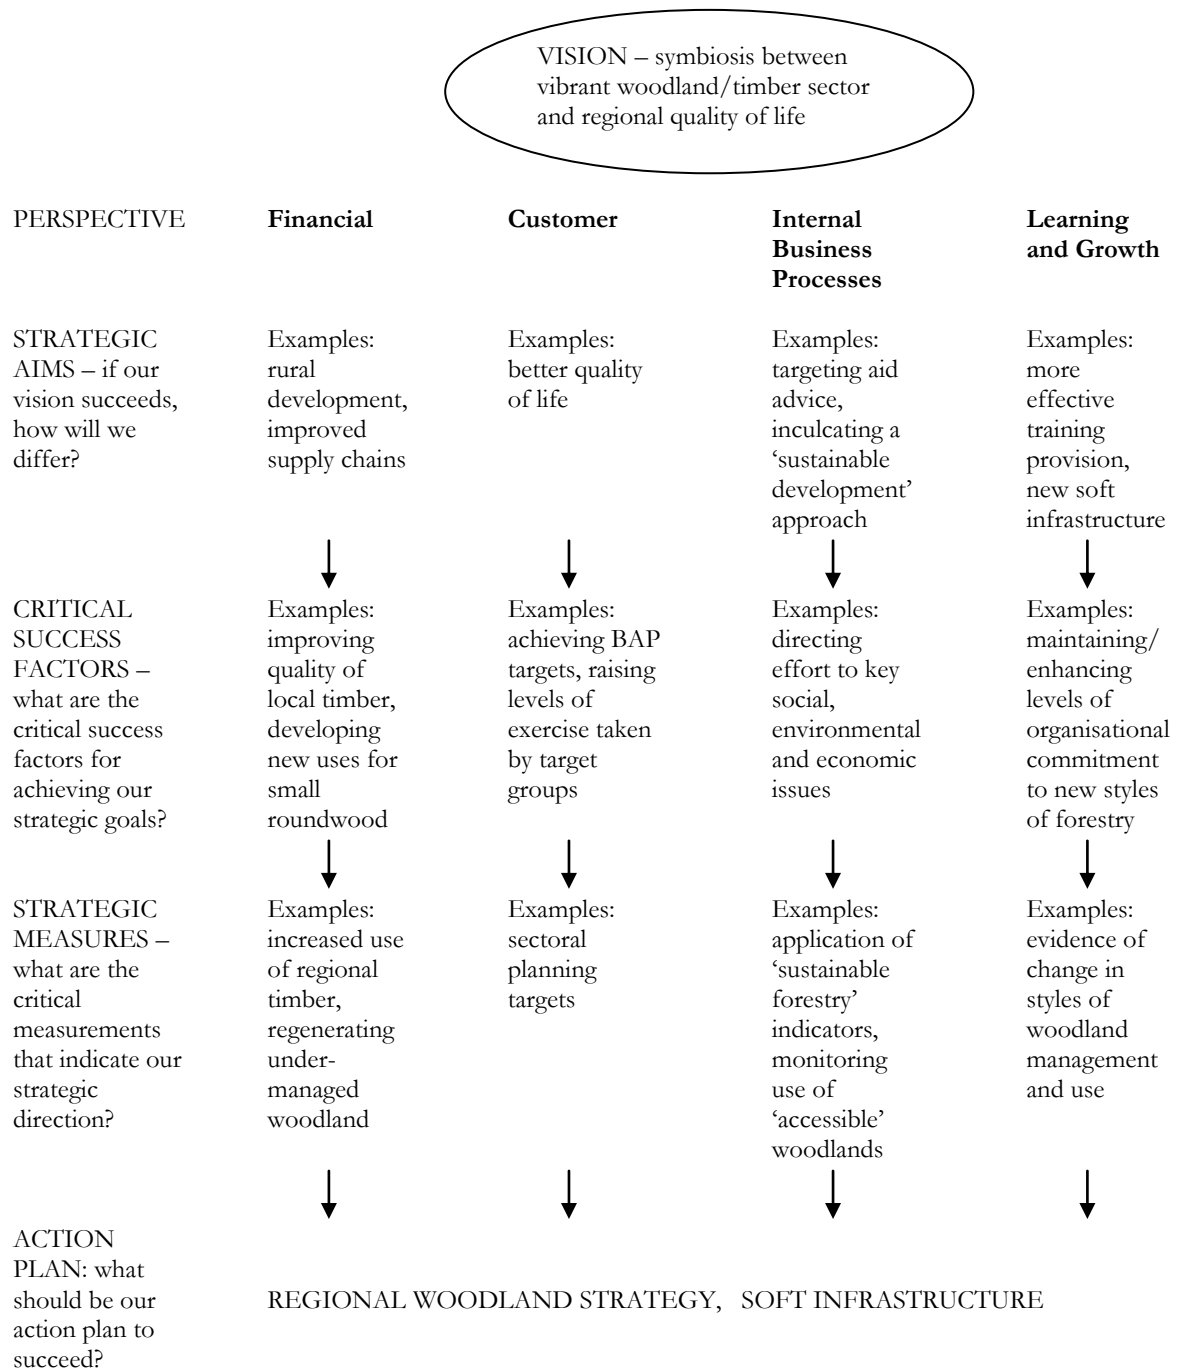 VISION – symbiosis between
vibrant woodland/timber sector
and regional quality of life
PERSPECTIVE
Financial
Customer
Internal
Business
Processes
Learning
and Growth
STRATEGIC
AIMS – if our
vision succeeds,
how will we
differ?
Examples:
rural
development,
improved
supply chains
Examples:
better quality
of life
Examples:
targeting aid
advice,
inculcating a
‘sustainable
development’
approach
Examples:
more
effective
training
provision,
new soft
infrastructure
CRITICAL
SUCCESS
FACTORS –
what are the
critical success
factors for
achieving our
strategic goals?
Examples:
improving
quality of
local timber,
developing
new uses for
small
roundwood
Examples:
achieving BAP
targets, raising
levels of
exercise taken
by target
groups
Examples:
directing
effort to key
social,
environmental
and economic
issues
Examples:
maintaining/
enhancing
levels of
organisational
commitment
to new styles
of forestry
STRATEGIC
MEASURES –
what are the
critical
measurements
that indicate our
strategic
direction?
Examples:
increased use
of regional
timber,
regenerating
under-
managed
woodland
Examples:
sectoral
planning
targets
Examples:
application of
‘sustainable
forestry’
indicators,
monitoring
use of
‘accessible’
woodlands
Examples:
evidence of
change in
styles of
woodland
management
and use
ACTION
PLAN: what
should be our
action plan to
succeed?
REGIONAL WOODLAND STRATEGY, SOFT INFRASTRUCTURE